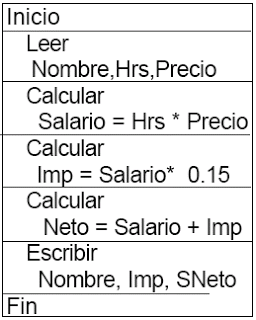 Inicio
Leer
Nombre,Hrs,Precio
Calcular
Salario = Hrs * Precio
Calcular
Imp = Salario* 0.15
Calcular
Neto = Salario + Imp
Escribir
Nombre, Imp, SNeto
Fin